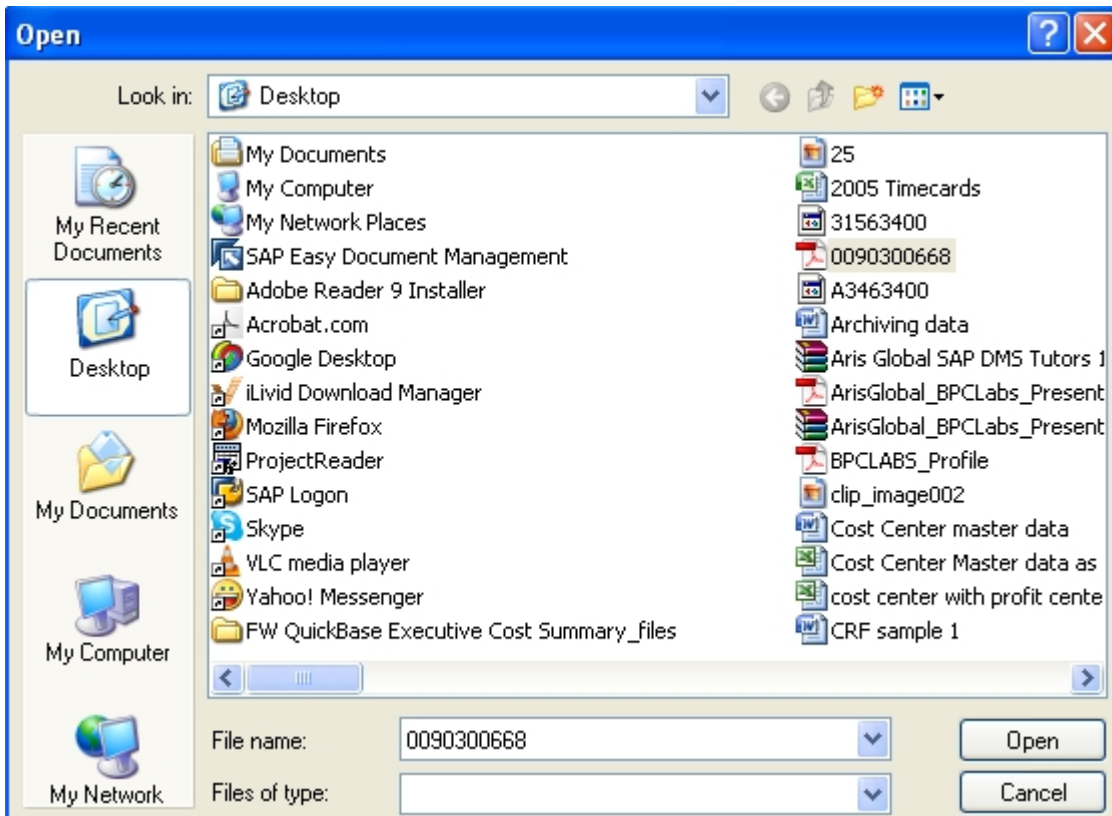 Open
Look in:
Desktop
My Recent
Documents
Desktop
My Documents
My Computer
My Network
My Documents
My Computer
My Network Places
SAP Easy Document Management
Adobe Reader 9 Installer
Acrobat.com
Google Desktop
iLivid Download Manager
Mozilla Firefox
ProjectReader
SAP Logon
Skype
VLC media player
Yahoo! Messenger
FW QuickBase Executive Cost Summary_files
25
2005 Timecards
31563400
0090300668
A3463400
Archiving data
Aris Global SAP DMS Tutors 1
ArisGlobal_BPCLabs_Present
ArisGlobal_BPCLabs_Present
BPCLABS_Profile
clip_image002
Cost Center master data
Cost Center Master data as
cost center with profit cente
CRF sample 1
File name:
0090300668
Open
Files of type:
Cancel